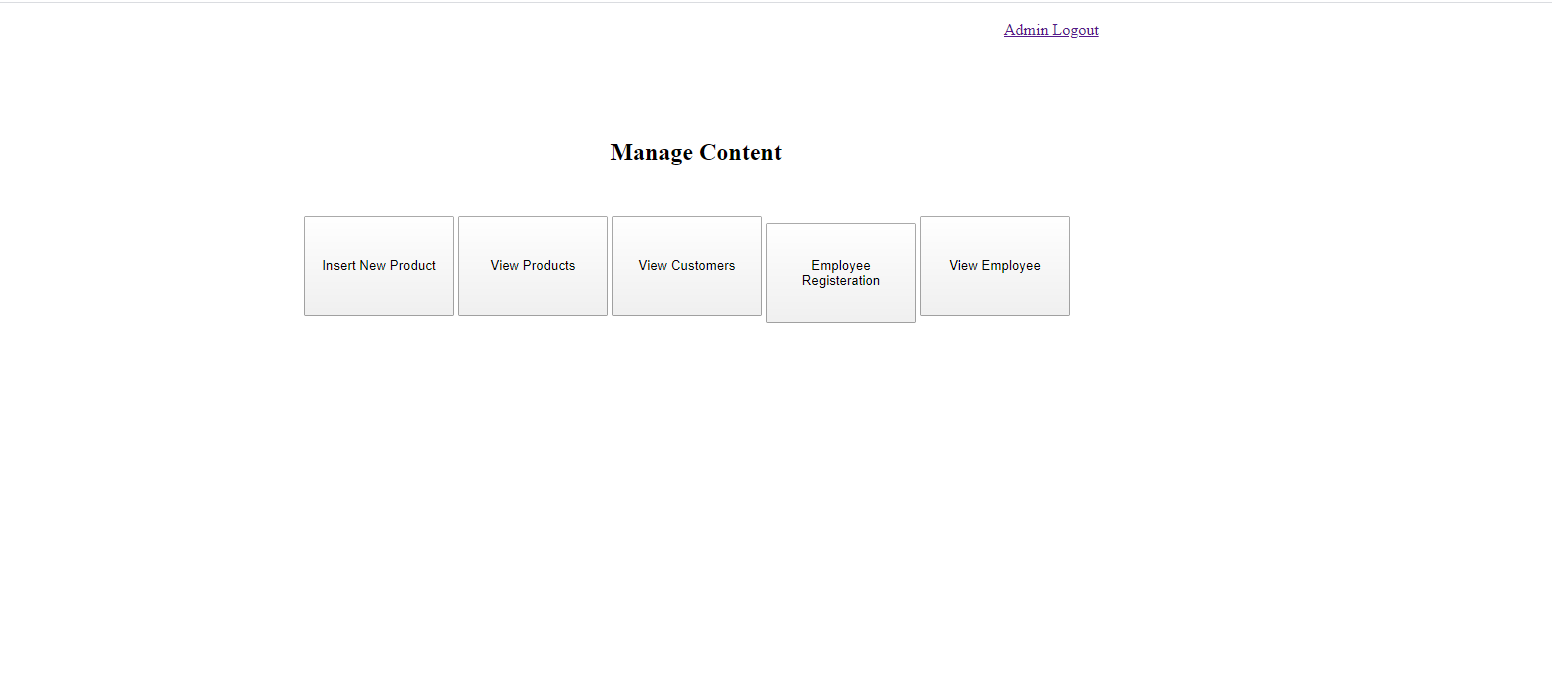 Admin Logout
Manage Content
Insert New Product
View Products
View Customers
Employee
Registeration
View Employee